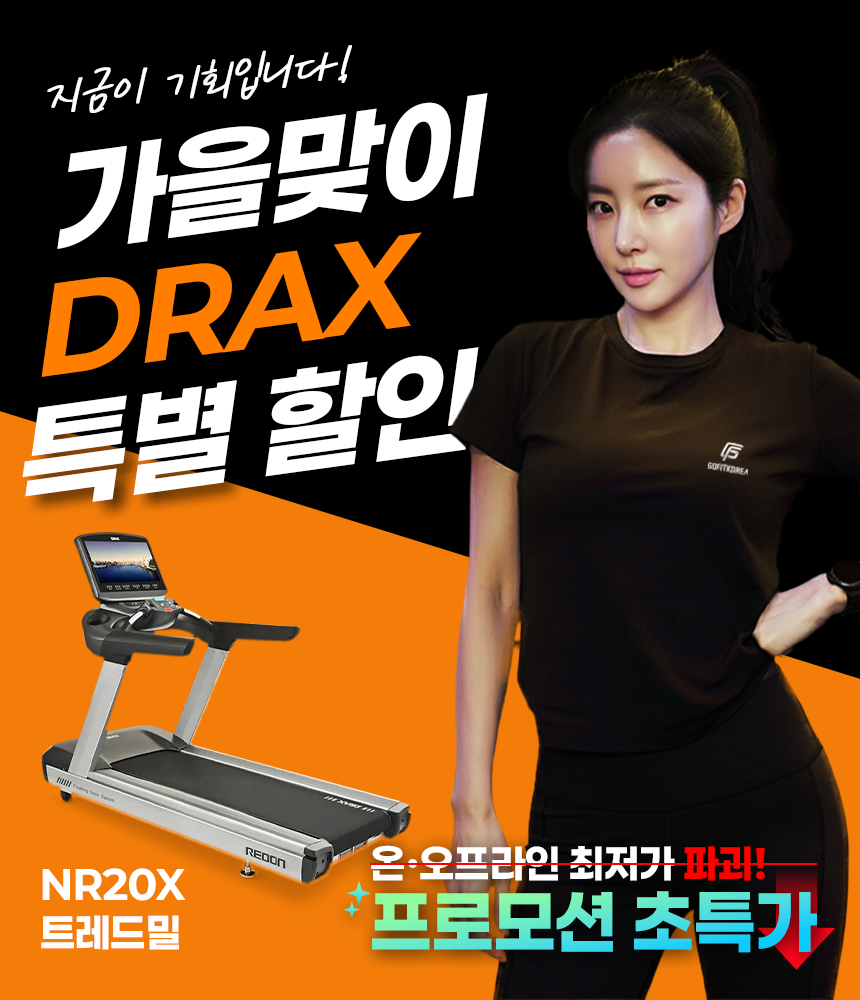 지금이 기회입니다!
가을맞이
DRAX
특별 할인
GOFITKOREA
DRAX
REDON
NR20X
트레드밀
온·오프라인 최저가 파괴!
프로모션 초특가